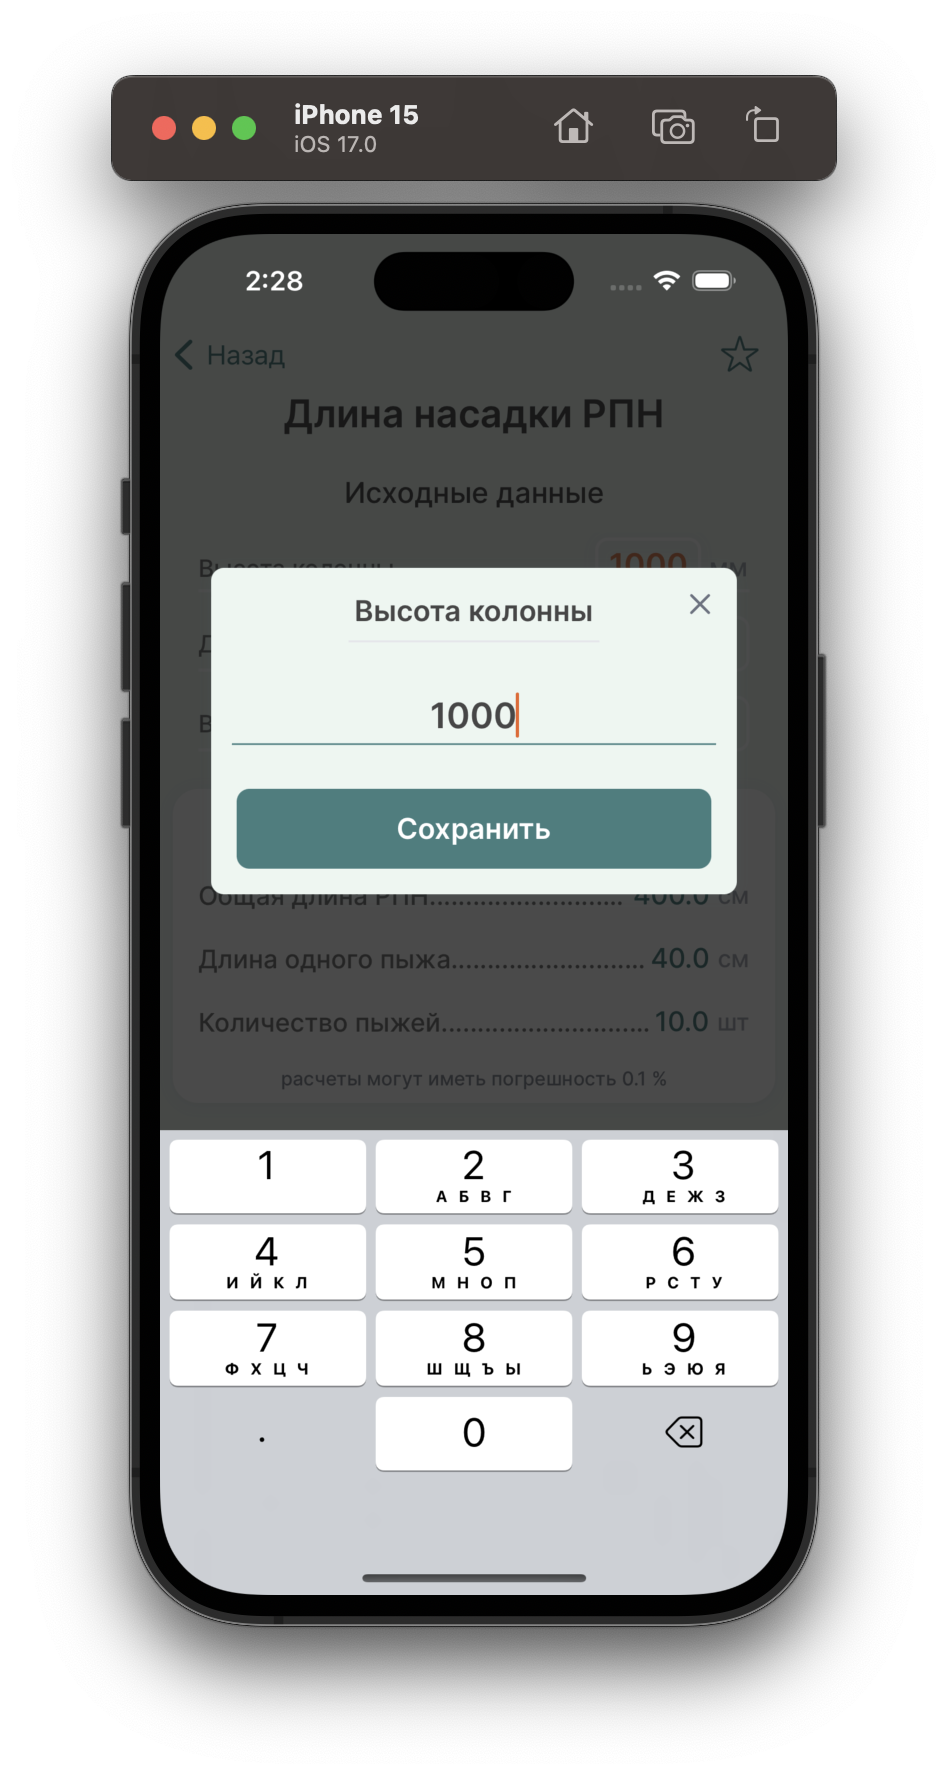 iPhone 15
iOS 17.0
2:28
Назад
Длина насадки РПН
Исходные данные
Высота колонны 1000 мм
Высота колонны
1000
Сохранить
Общая длина РПН........................... 400.0 см
Длина одного пыжа.......................... 40.0 см
Количество пыжей............................ 10.0 шт
расчеты могут иметь погрешность 0.1 %
1
2
3
А Б В Г
Д Е Ж З
4
5
6
И Й К Л
М Н О П
Р С Т У
7
8
9
Ф Х Ц Ч
Ш Щ Ъ Ы
Ь Э Ю Я
.
0